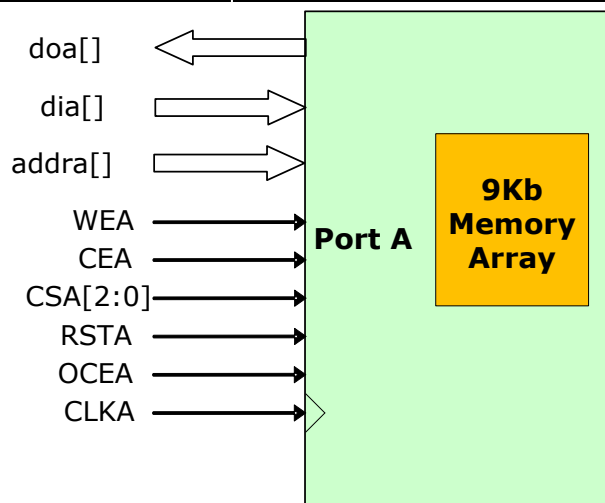 doa[]
dia[]
addra[]
WEA
CEA
CSA[2:0]
RSTA
OCEA
CLKA
Port A
9Kb
Memory
Array